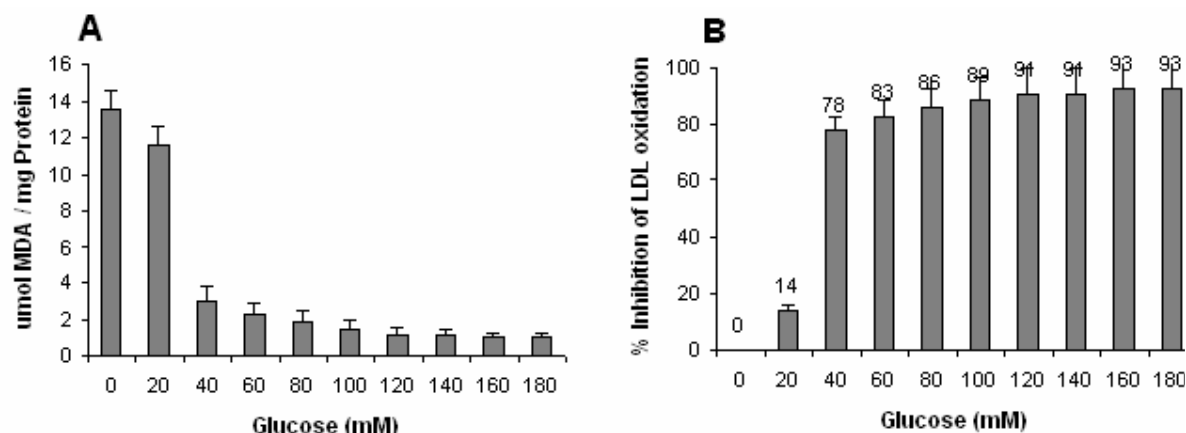 A
umol MDA / mg Protein
16
14
12
10
8
6
4
2
0
0 20 40 60 80 100 120 140 160 180
Glucose (mM)
B
% Inhibition of LDL oxidation
100
80
60
40
20
0
0 14 78 83 86 89 94 94 93 93
0 20 40 60 80 100 120 140 160 180
Glucose (mM)